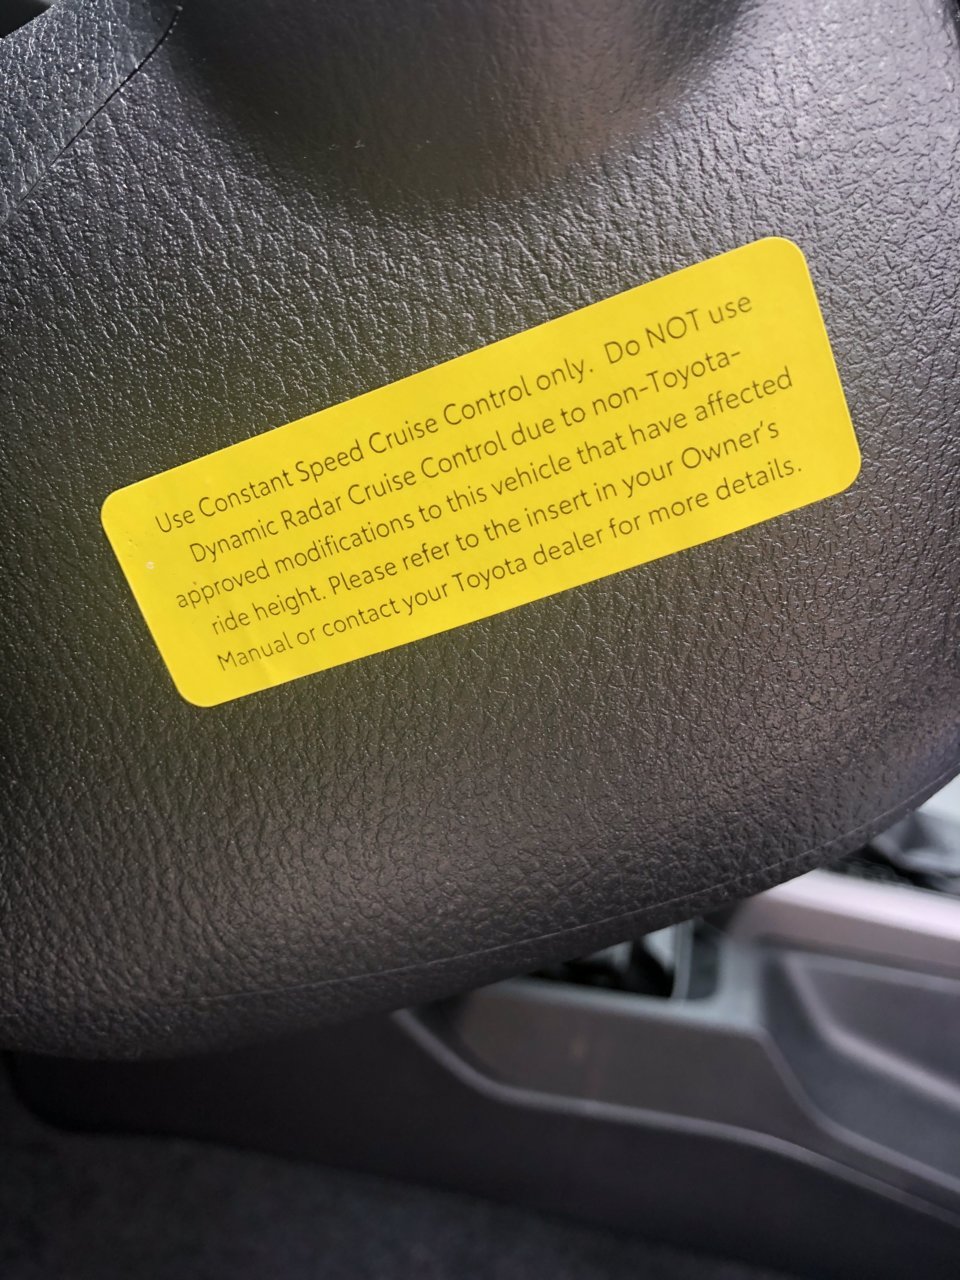 Use Constant Speed Cruise Control only. Do NOT use
Dynamic Radar Cruise Control due to non-Toyota-
approved modifications to this vehicle that have affected
ride height. Please refer to the insert in your Owner's
Manual or contact your Toyota dealer for more details.